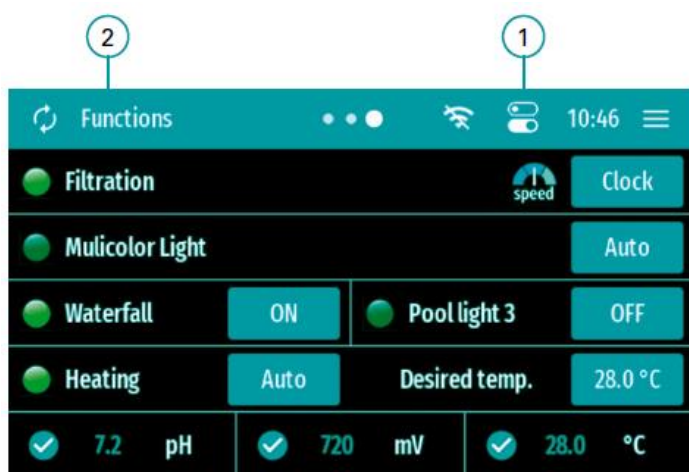 2 1
Functions 10:46
Filtration speed Clock
Mulicolor Light Auto
Waterfall ON Pool light 3 OFF
Heating Auto Desired temp. 28.0 °C
7.2 pH 720 mV 28.0 °C